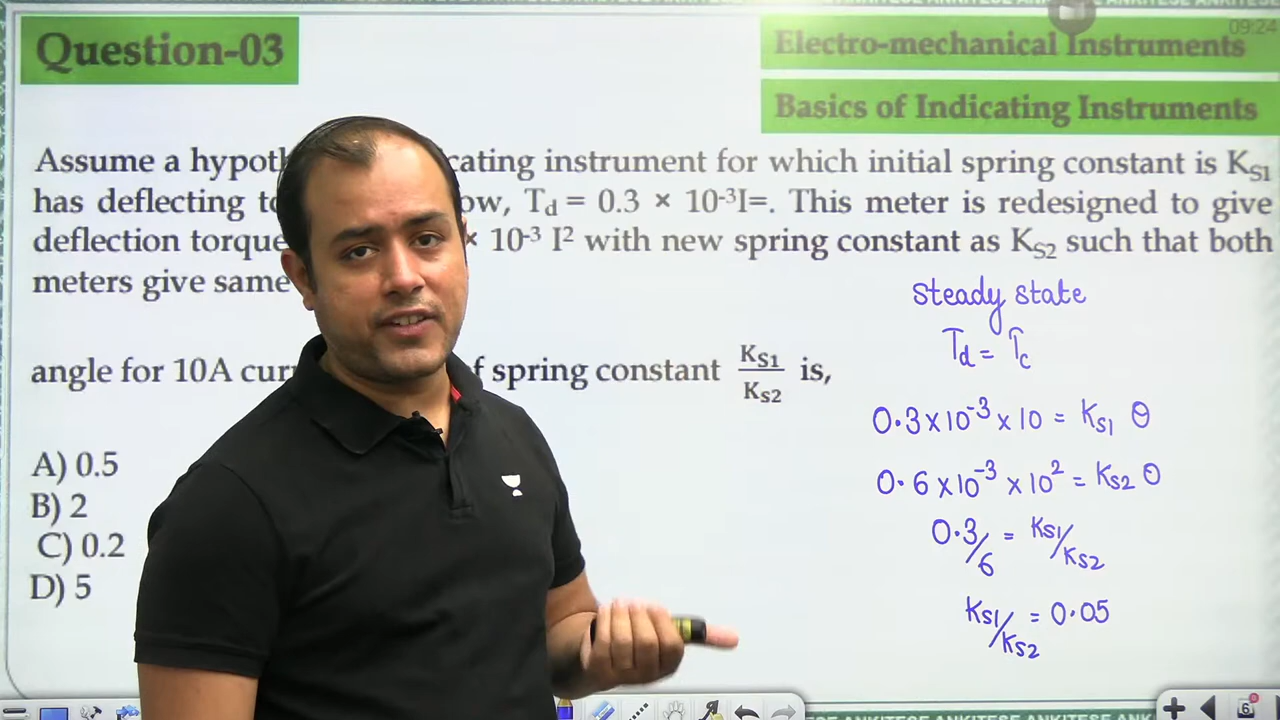 Question-03
Electro-mechanical Instruments
09:24
Basics of Indicating Instruments
Assume a hypoth cating instrument for which initial spring constant is KS1
has deflecting to ow, Td = 0.3 × 10-3I=. This meter is redesigned to give
deflection torque × 10-3 I2 with new spring constant as KS2 such that both
meters give same
angle for 10A curr f spring constant KS1/KS2 is,
A) 0.5
B) 2
C) 0.2
D) 5
Steady state
Td = Tc
0.3×10-3×10 = KS1 θ
0.6×10-3×102 = KS2 θ
0.3/6 = KS1/KS2
KS1/KS2 = 0.05
6